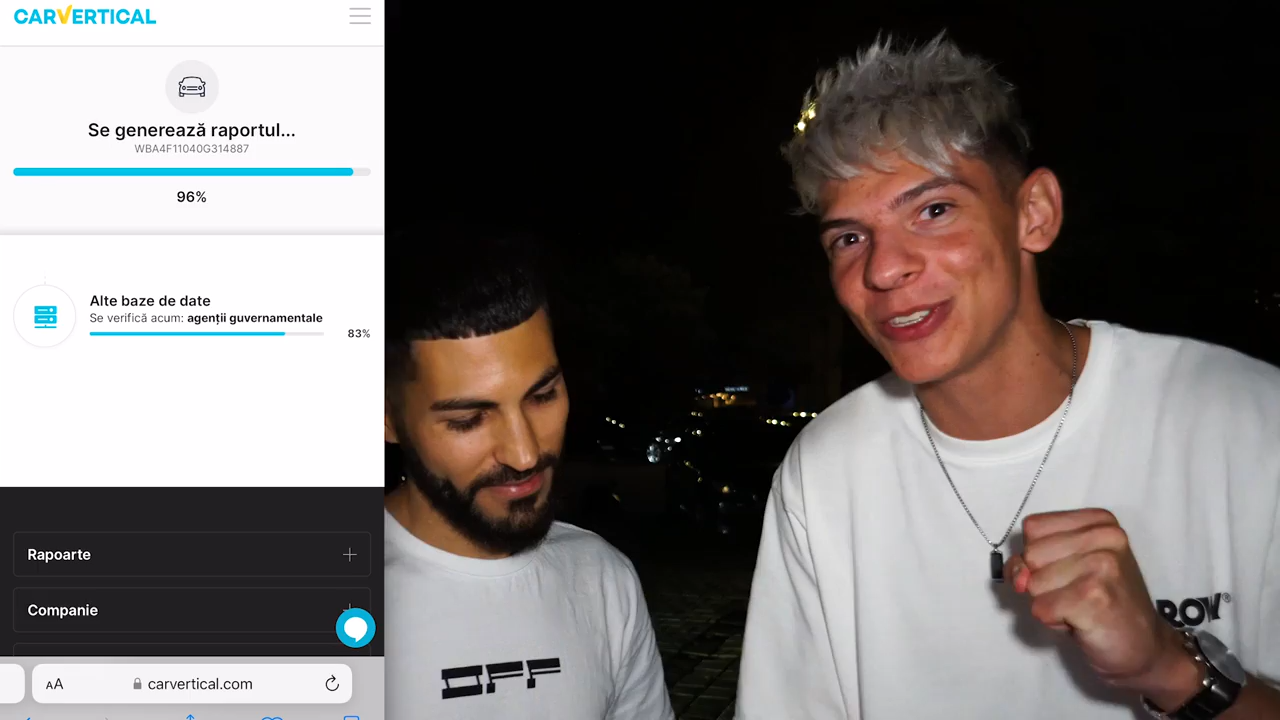 CARVERTICAL
Se generează raportul...
WBA4F11040G314887
96%
Alte baze de date
Se verifică acum: agenții guvernamentale
83%
Rapoarte
Companie
AA
carvertical.com
OFF
ROW®